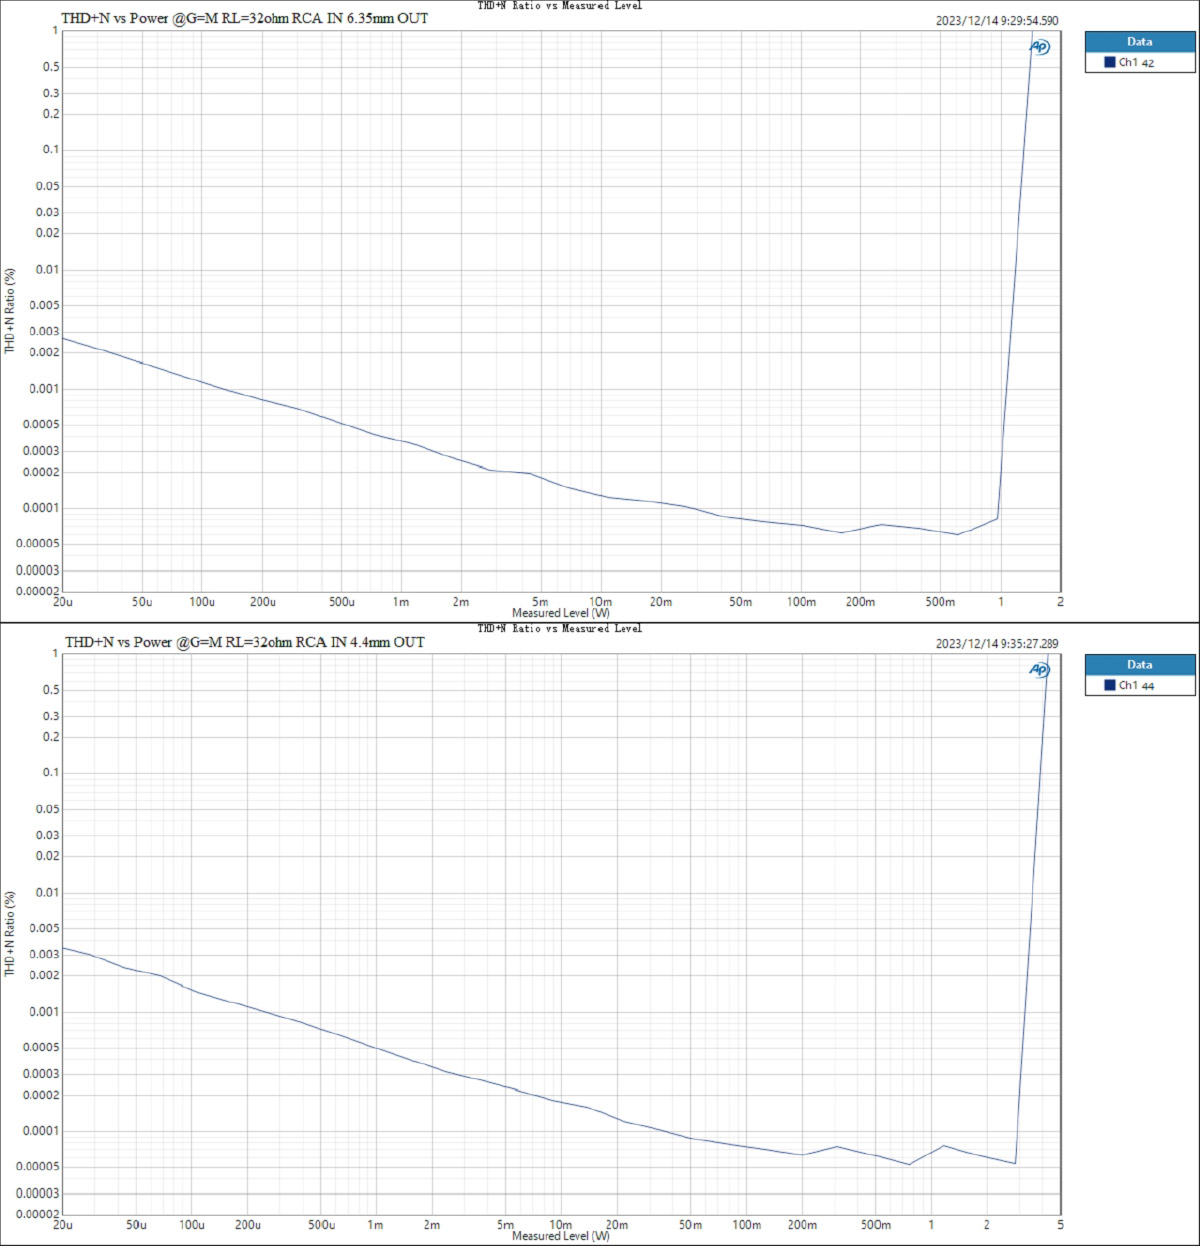 THD+N Ratio vs Measured Level
THD+N vs Power @G=M RL=32ohm RCA IN 6.35mm OUT
2023/12/14 9:29:54.590
1
0.5
0.3
0.2
0.1
0.05
0.03
0.02
0.01
0.005
0.003
0.002
0.001
0.0005
0.0003
0.0002
0.0001
0.00005
0.00003
0.00002
THD+N Ratio (%)
20u 50u 100u 200u 500u 1m 2m 5m 10m 20m 50m 100m 200m 500m 1 2
Measured Level (W)
AP
Data
Ch1 42
THD+N Ratio vs Measured Level
THD+N vs Power @G=M RL=32ohm RCA IN 4.4mm OUT
2023/12/14 9:35:27.289
1
0.5
0.3
0.2
0.1
0.05
0.03
0.02
0.01
0.005
0.003
0.002
0.001
0.0005
0.0003
0.0002
0.0001
0.00005
0.00003
0.00002
THD+N Ratio (%)
20u 50u 100u 200u 500u 1m 2m 5m 10m 20m 50m 100m 200m 500m 1 2 5
Measured Level (W)
AP
Data
Ch1 44